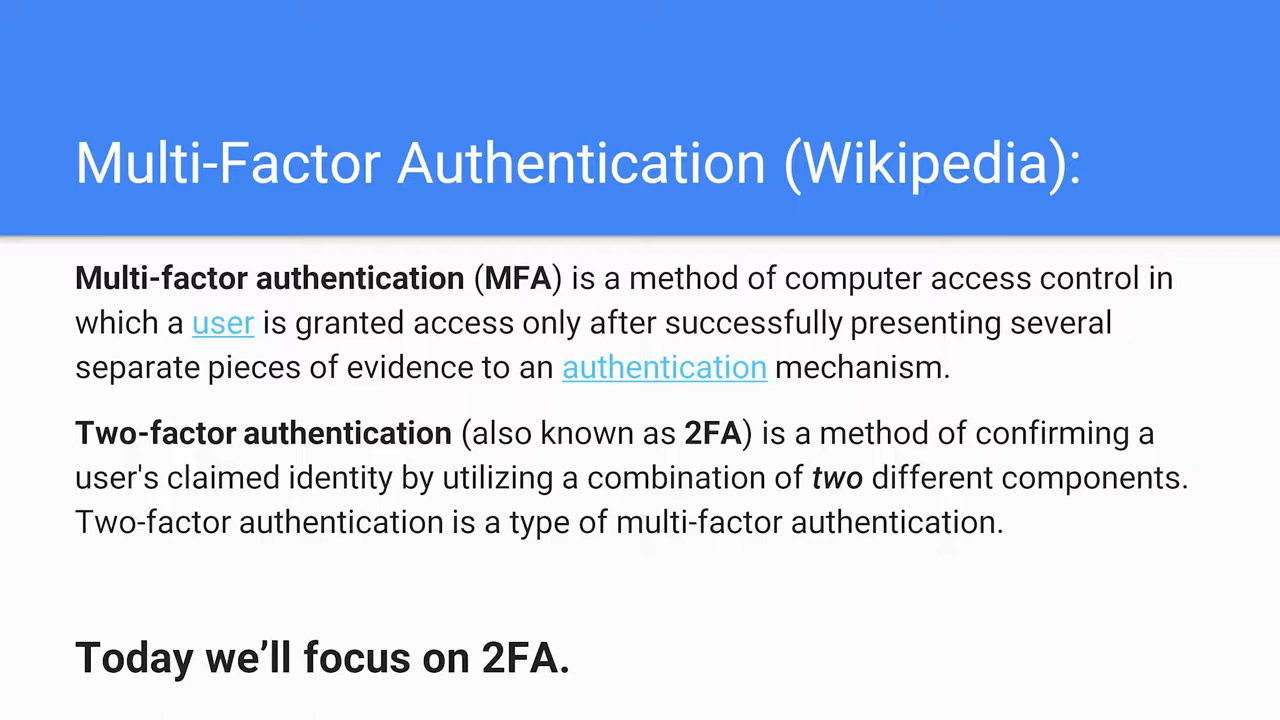 Multi-Factor Authentication (Wikipedia):
Multi-factor authentication (MFA) is a method of computer access control in
which a user is granted access only after successfully presenting several
separate pieces of evidence to an authentication mechanism.
Two-factor authentication (also known as 2FA) is a method of confirming a
user's claimed identity by utilizing a combination of two different components.
Two-factor authentication is a type of multi-factor authentication.
Today we’ll focus on 2FA.